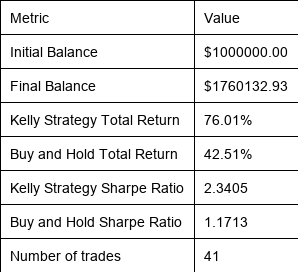 Metric Value
Initial Balance $1000000.00
Final Balance $1760132.93
Kelly Strategy Total Return 76.01%
Buy and Hold Total Return 42.51%
Kelly Strategy Sharpe Ratio 2.3405
Buy and Hold Sharpe Ratio 1.1713
Number of trades 41